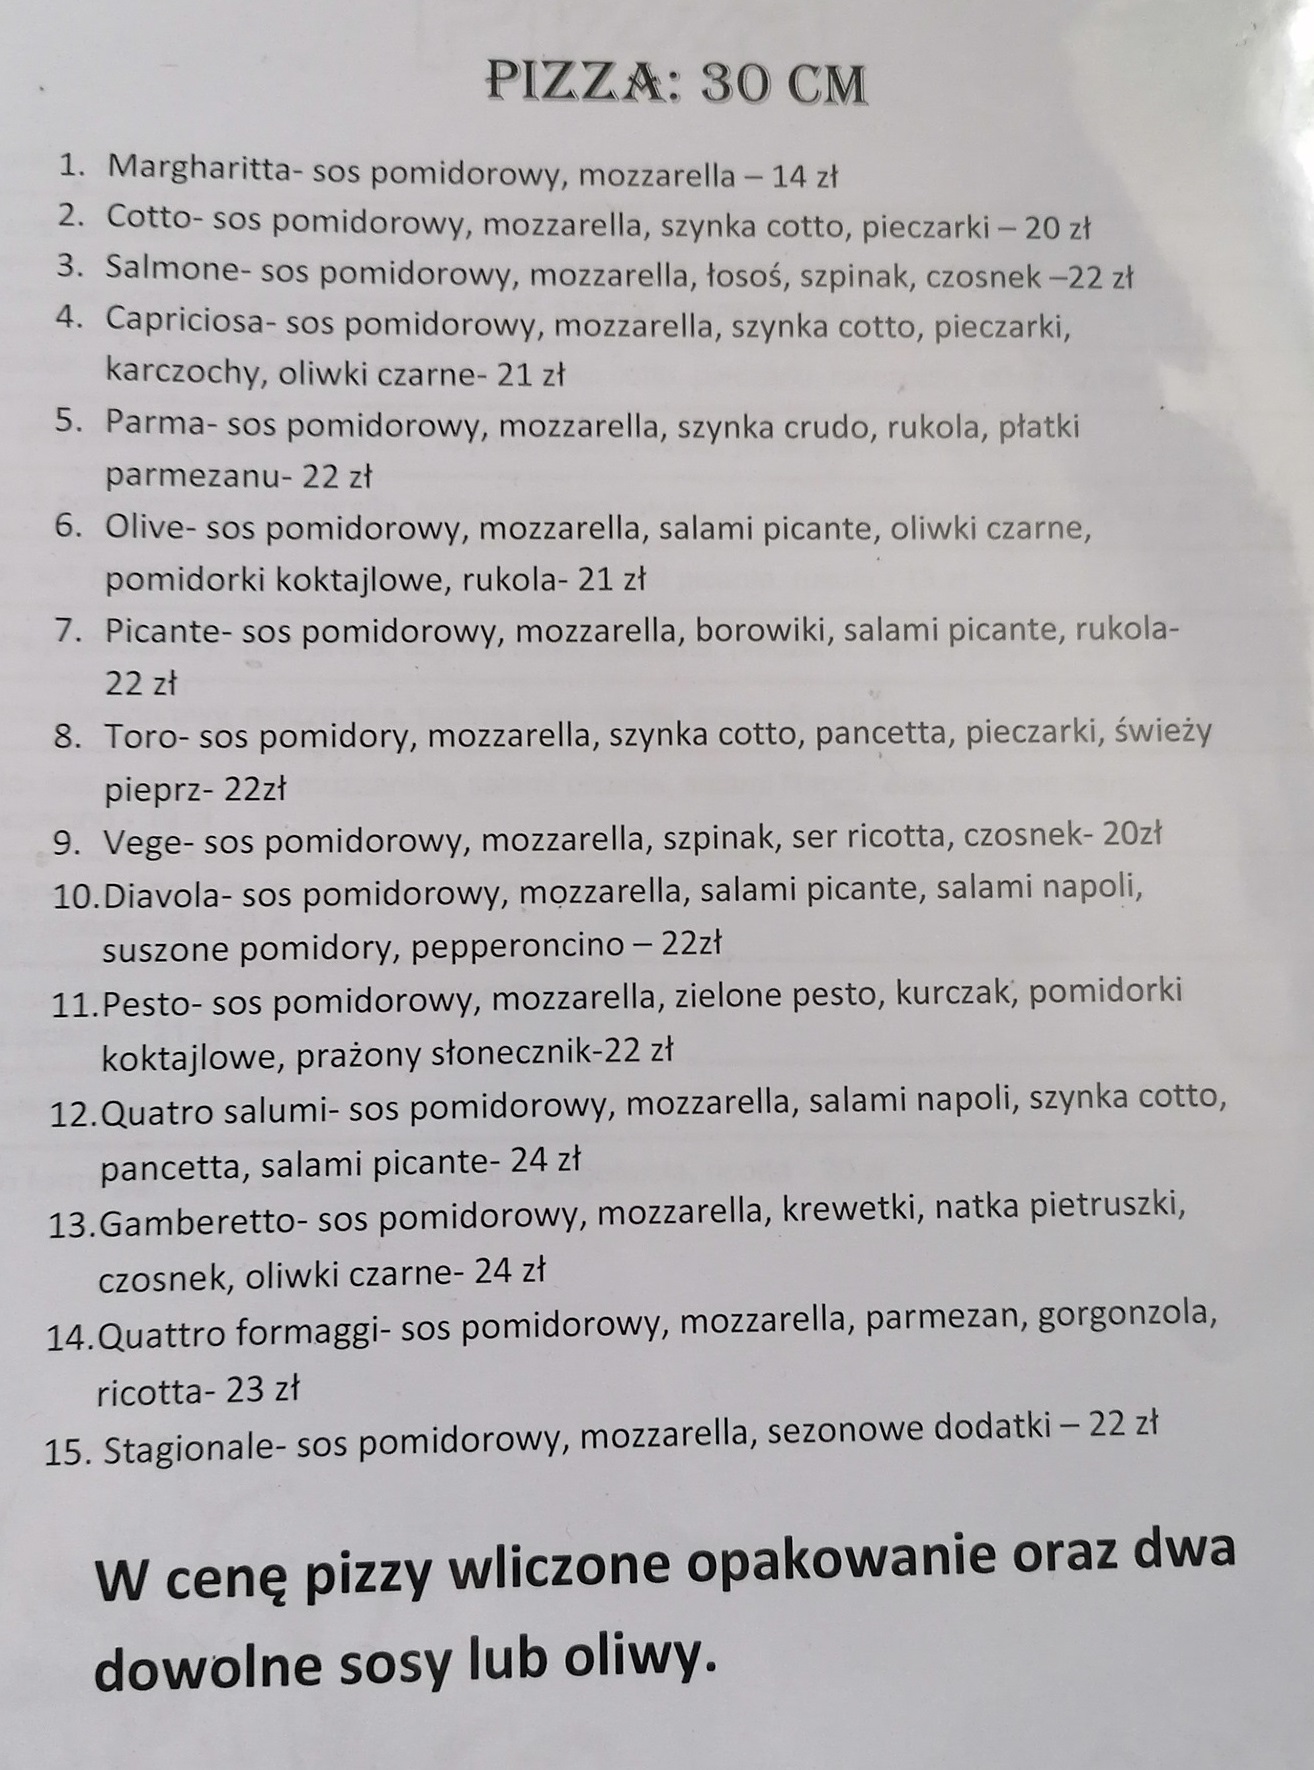 PIZZA: 30 CM
1. Margharitta- sos pomidorowy, mozzarella – 14 zł
2. Cotto- sos pomidorowy, mozzarella, szynka cotto, pieczarki – 20 zł
3. Salmone- sos pomidorowy, mozzarella, łosoś, szpinak, czosnek –22 zł
4. Capriciosa- sos pomidorowy, mozzarella, szynka cotto, pieczarki,
karczochy, oliwki czarne- 21 zł
5. Parma- sos pomidorowy, mozzarella, szynka crudo, rukola, płatki
parmezanu- 22 zł
6. Olive- sos pomidorowy, mozzarella, salami picante, oliwki czarne,
pomidorki koktajlowe, rukola- 21 zł
7. Picante- sos pomidorowy, mozzarella, borowiki, salami picante, rukola-
22 zł
8. Toro- sos pomidory, mozzarella, szynka cotto, pancetta, pieczarki, świeży
pieprz- 22zł
9. Vege- sos pomidorowy, mozzarella, szpinak, ser ricotta, czosnek- 20zł
10.Diavola- sos pomidorowy, mozzarella, salami picante, salami napoli,
suszone pomidory, pepperoncino – 22zł
11.Pesto- sos pomidorowy, mozzarella, zielone pesto, kurczak, pomidorki
koktajlowe, prażony słonecznik-22 zł
12.Quatro salumi- sos pomidorowy, mozzarella, salami napoli, szynka cotto,
pancetta, salami picante- 24 zł
13.Gamberetto- sos pomidorowy, mozzarella, krewetki, natka pietruszki,
czosnek, oliwki czarne- 24 zł
14.Quattro formaggi- sos pomidorowy, mozzarella, parmezan, gorgonzola,
ricotta- 23 zł
15. Stagionale- sos pomidorowy, mozzarella, sezonowe dodatki – 22 zł
W cenę pizzy wliczone opakowanie oraz dwa
dowolne sosy lub oliwy.